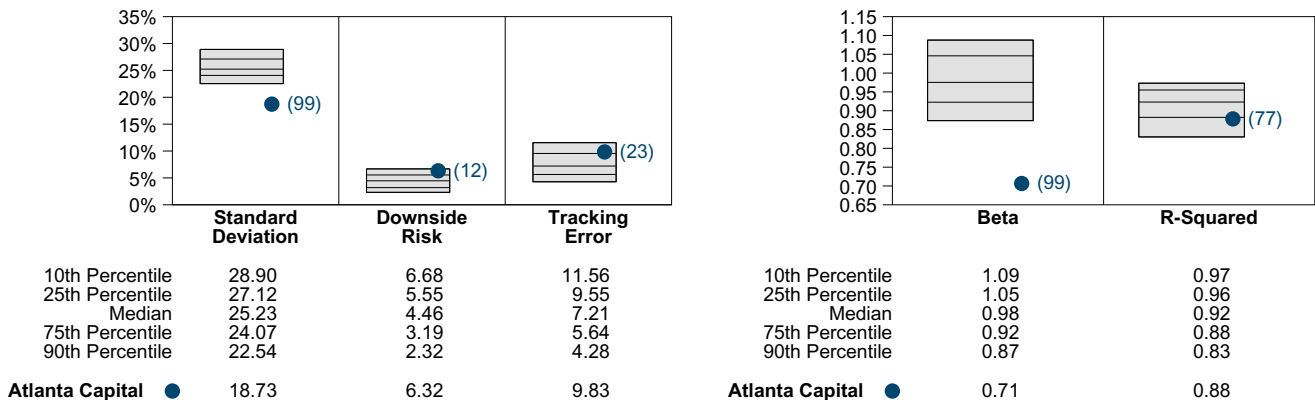 35%
30%
25%
20%
15%
10%
5%
0%
(99)
(12)
(23)
Standard Deviation
Downside Risk
Tracking Error
10th Percentile 28.90 6.68 11.56
25th Percentile 27.12 5.55 9.55
Median 25.23 4.46 7.21
75th Percentile 24.07 3.19 5.64
90th Percentile 22.54 2.32 4.28
Atlanta Capital 18.73 6.32 9.83
1.15
1.10
1.05
1.00
0.95
0.90
0.85
0.80
0.75
0.70
0.65
(99)
(77)
Beta
R-Squared
10th Percentile 1.09 0.97
25th Percentile 1.05 0.96
Median 0.98 0.92
75th Percentile 0.92 0.88
90th Percentile 0.87 0.83
Atlanta Capital 0.71 0.88